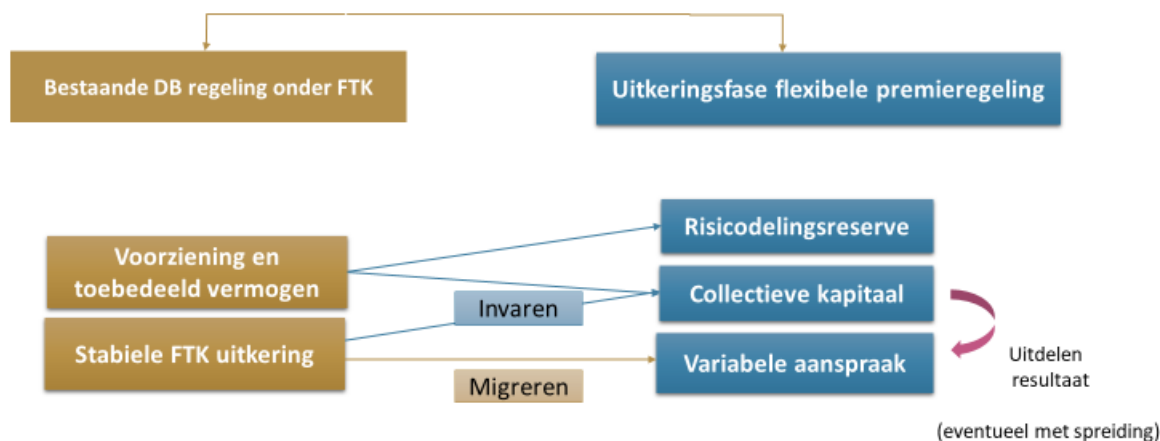 Bestaande DB regeling onder FTK
Uitkeringsfase flexibele premieregeling
Risicodelingsreserve
Voorziening en
toebedeeld vermogen
Collectieve kapitaal
Invaren
Stabiele FTK uitkering
Variabele aanspraak
Migreren
Uitdelen
resultaat
(eventueel met spreiding)